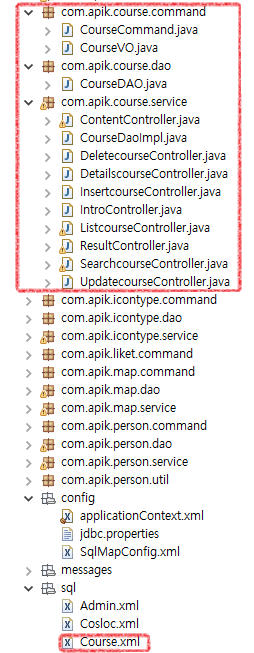 com.apik.course.command
CourseCommand.java
CourseVO.java
com.apik.course.dao
CourseDAO.java
com.apik.course.service
ContentController.java
CourseDaoImpl.java
DeletecourseController.java
DetailscourseController.java
InsertcourseController.java
IntroController.java
ListcourseController.java
ResultController.java
SearchcourseController.java
UpdatecourseController.java
com.apik.icontype.command
com.apik.icontype.dao
com.apik.icontype.service
com.apik.liket.command
com.apik.map.command
com.apik.map.dao
com.apik.map.service
com.apik.person.command
com.apik.person.dao
com.apik.person.service
com.apik.person.util
config
applicationContext.xml
jdbc.properties
SqlMapConfig.xml
messages
sql
Admin.xml
Cosloc.xml
Course.xml